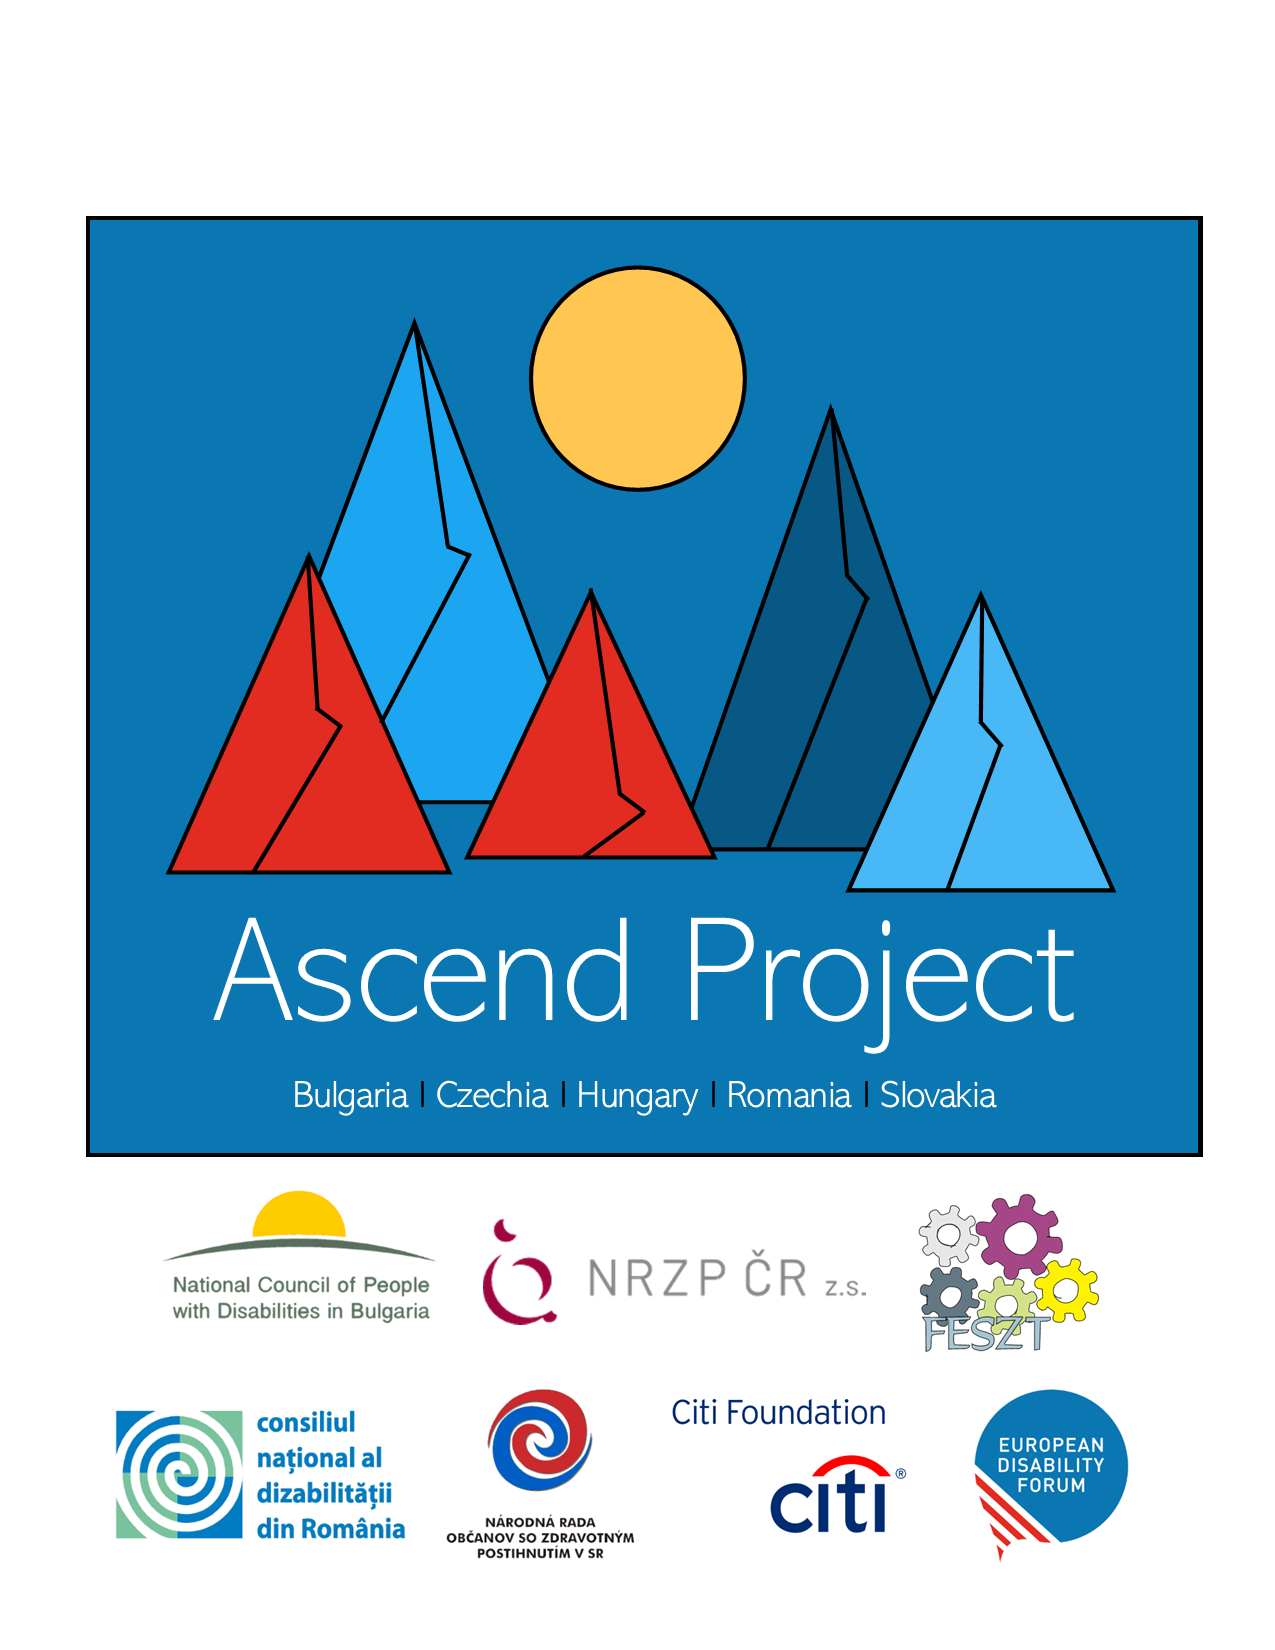 Ascend Project
Bulgaria | Czechia | Hungary | Romania | Slovakia
National Council of People
with Disabilities in Bulgaria
NRZP ČR z.s.
FESZT
consiliul
național al
dizabilității
din România
NÁRODNÁ RADA
OBČANOV SO ZDRAVOTNÝM
POSTIHNUTÍM V SR
Citi Foundation
citi®
EUROPEAN
DISABILITY
FORUM